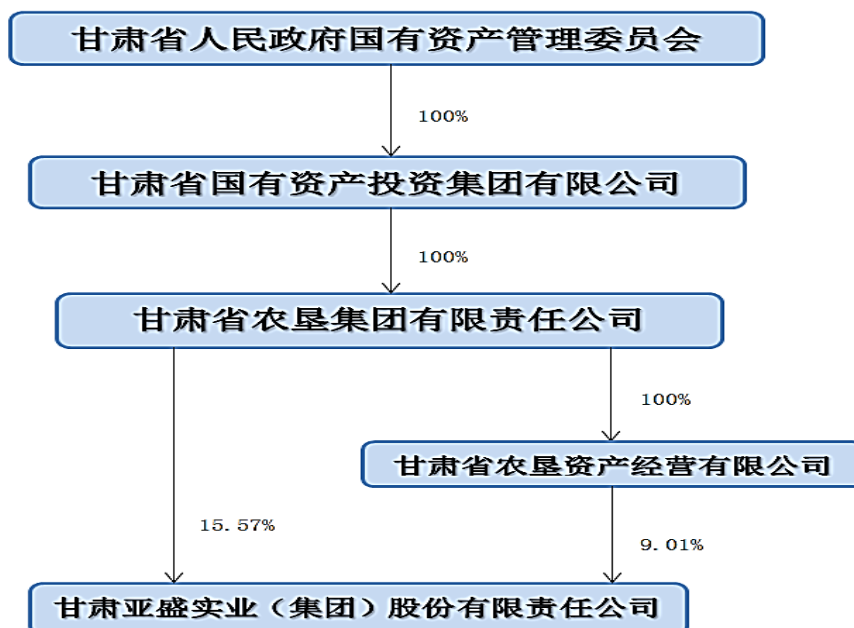 甘肃省人民政府国有资产管理委员会
100%
甘肃省国有资产投资集团有限公司
100%
甘肃省农垦集团有限责任公司
100%
甘肃省农垦资产经营有限公司
15.57%
9.01%
甘肃亚盛实业（集团）股份有限责任公司